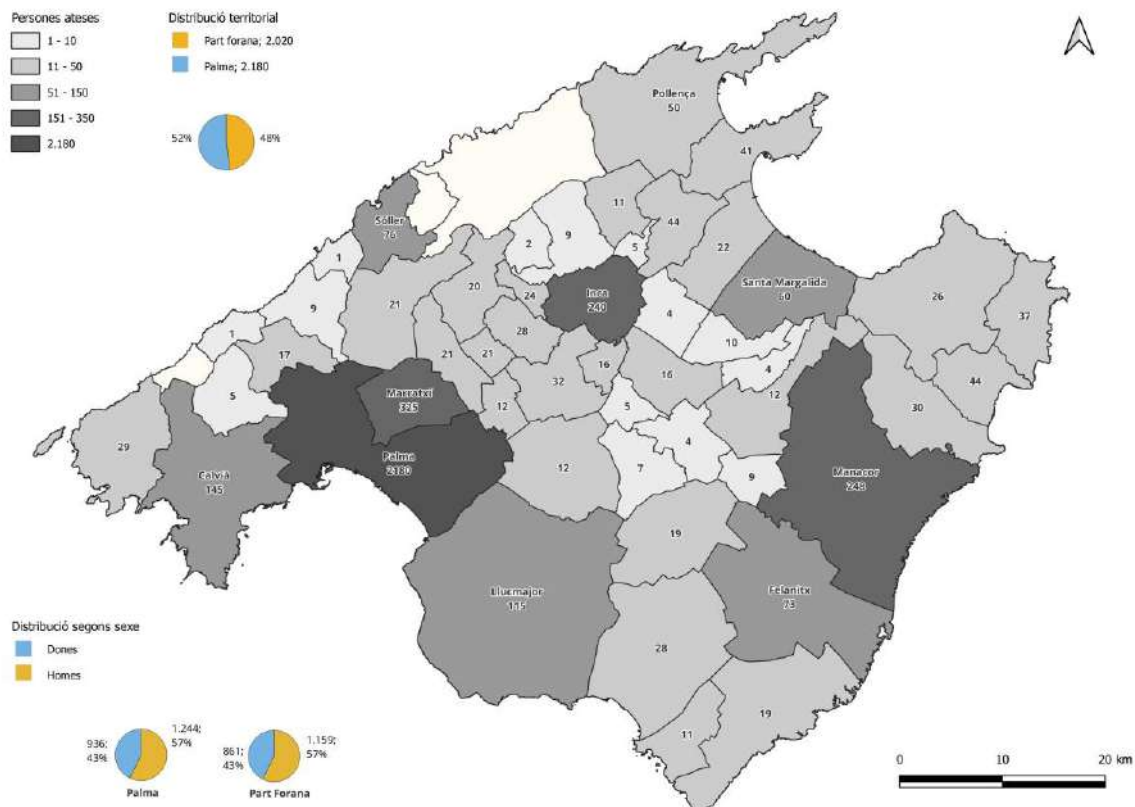 Persones ateses
1 - 10
11 - 50
51 - 150
151 - 350
2.180
Distribució territorial
Part forana; 2.020
Palma; 2.180
52%
48%
Pollença
50
41
11
44
22
Sóller
76
2
9
5
1
Santa Margalida
60
26
37
21
20
24
Inca
240
4
9
28
10
1
17
21
21
16
16
4
44
32
Marratxí
325
12
5
12
30
5
29
Palma
2180
4
12
7
9
Manacor
248
Calvià
145
19
Llucmajor
115
Felanitx
73
28
19
11
Distribució segons sexe
Dones
Homes
936;
43%
1.244;
57%
Palma
861;
43%
1.159;
57%
Part Forana
0
10
20 km